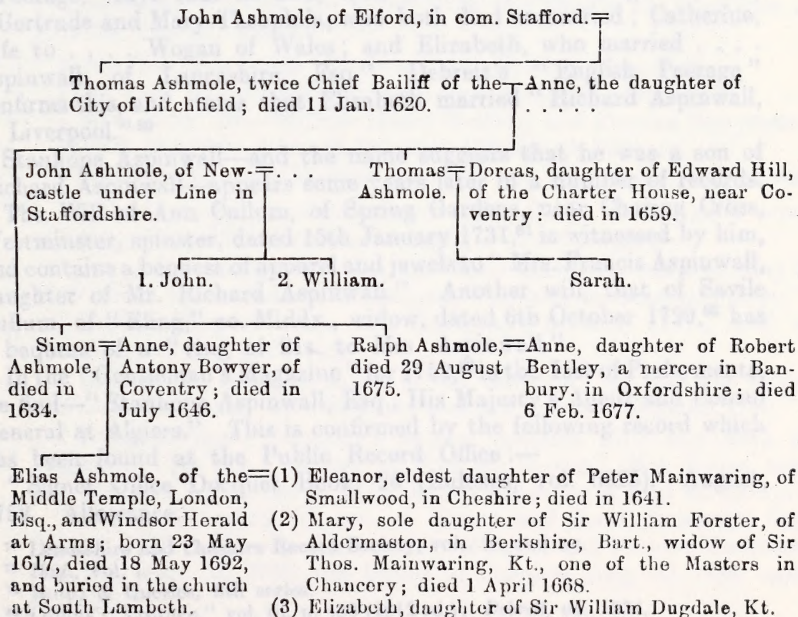 John Ashmole, of Elford, in com. Stafford.
Thomas Ashmole, twice Chief Bailiff of the
City of Litchfield; died 11 Jan. 1620.
Anne, the daughter of
. . . . .
John Ashmole, of New-
castle-under-Line in
Staffordshire.
. . .
Thomas
Ashmole.
Dorcas, daughter of Edward Hill,
of the Charter House, near Co-
ventry: died in 1659.
1. John.
2. William.
Sarah.
Simon
Ashmole,
died in
1634.
Anne, daughter of
Antony Bowyer, of
Coventry; died in
July 1646.
Ralph Ashmole,
died 29 August
1675.
Anne, daughter of Robert
Bentley, a mercer in Ban-
bury, in Oxfordshire; died
6 Feb. 1677.
Elias Ashmole, of the
Middle Temple, London,
Esq., and Windsor Herald
at Arms; born 23 May
1617, died 18 May 1692,
and buried in the church
at South Lambeth.
(1) Eleanor, eldest daughter of Peter Mainwaring, of
Smallwood, in Cheshire; died in 1641.
(2) Mary, sole daughter of Sir William Forster, of
Aldermaston, in Berkshire, Bart., widow of Sir
Thos. Mainwaring, Kt., one of the Masters in
Chancery; died 1 April 1668.
(3) Elizabeth, daughter of Sir William Dugdale, Kt.